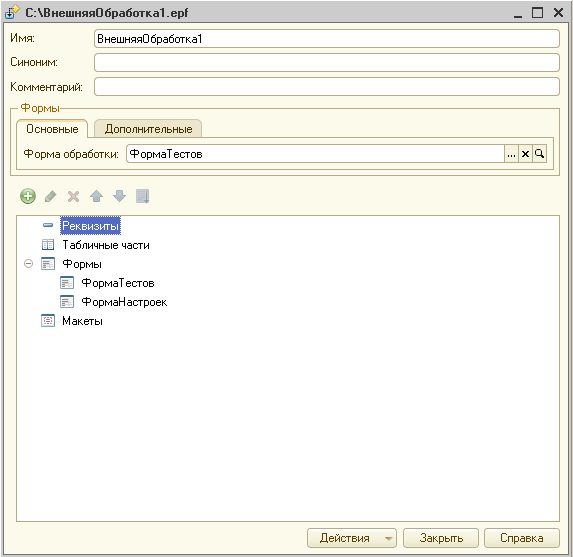 C:\ВнешняяОбработка1.epf
Имя: ВнешняяОбработка1
Синоним:
Комментарий:
Формы
Основные Дополнительные
Форма обработки: ФормаТестов ...
Реквизиты
Табличные части
Формы
ФормаТестов
ФормаНастроек
Макеты
Действия Закрыть Справка